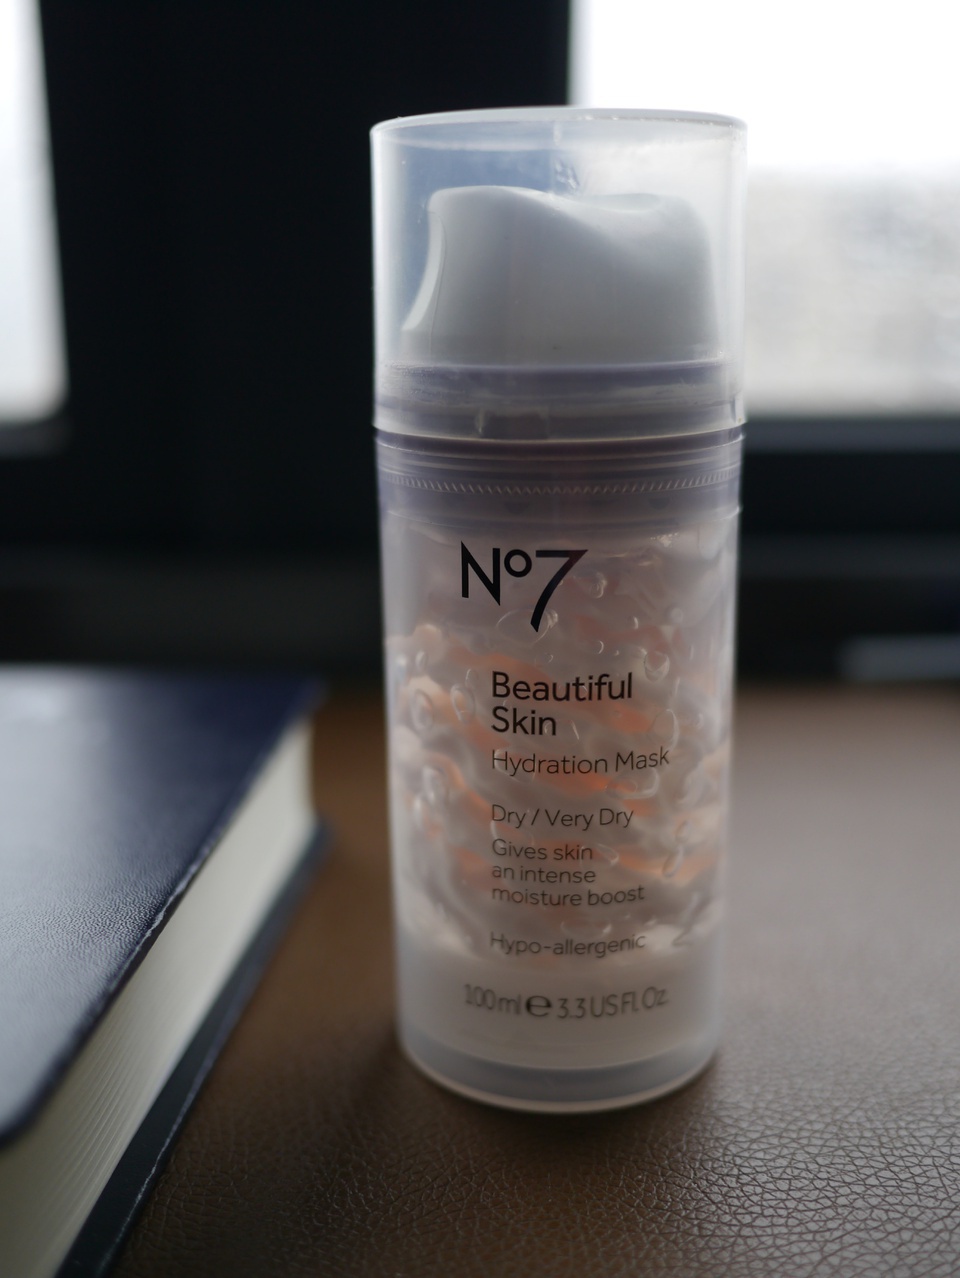 No7
Beautiful
Skin
Hydration Mask
Dry / Very Dry
Gives skin
an intense
moisture boost
Hypo-allergenic
100ml ℮ 3.3 US Fl. Oz.